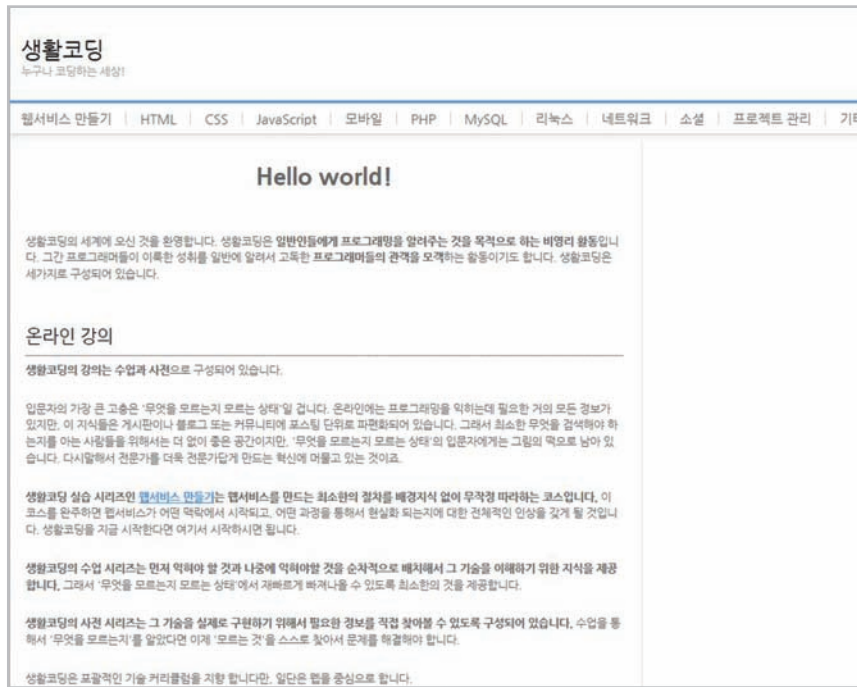 생활코딩
누구나 코딩하는 세상!
웹서비스 만들기 | HTML | CSS | JavaScript | 모바일 | PHP | MySQL | 리눅스 | 네트워크 | 소셜 | 프로젝트 관리 | 기타
Hello world!
생활코딩의 세계에 오신 것을 환영합니다. 생활코딩은 일반인들에게 프로그래밍을 알려주는 것을 목적으로 하는 비영리 활동입니
다. 그간 프로그래머들이 이룩한 성취를 일반에 알려서 고독한 프로그래머들의 관객을 모객하는 활동이기도 합니다. 생활코딩은
세가지로 구성되어 있습니다.
온라인 강의
생활코딩의 강의는 수업과 사전으로 구성되어 있습니다.
입문자의 가장 큰 고충은 '무엇을 모르는지 모르는 상태'일 겁니다. 온라인에는 프로그래밍을 익히는데 필요한 거의 모든 정보가
있지만, 이 지식들은 게시판이나 블로그 또는 커뮤니티에 포스팅 단위로 파편화되어 있습니다. 그래서 최소한 무엇을 검색해야 하
는지를 아는 사람들을 위해서는 더 없이 좋은 공간이지만, '무엇을 모르는지 모르는 상태'의 입문자에게는 그림의 떡으로 남아 있
습니다. 다시말해서 전문가를 더욱 전문가답게 만드는 혁신에 머물고 있는 것이죠.
생활코딩 실습 시리즈인 웹서비스 만들기는 웹서비스를 만드는 최소한의 절차를 배경지식 없이 무작정 따라하는 코스입니다. 이
코스를 완주하면 웹서비스가 어떤 맥락에서 시작되고, 어떤 과정을 통해서 현실화 되는지에 대한 전체적인 인상을 갖게 될 것입니
다. 생활코딩을 지금 시작한다면 여기서 시작하시면 됩니다.
생활코딩의 수업 시리즈는 먼저 익혀야 할 것과 나중에 익혀야할 것을 순차적으로 배치해서 그 기술을 이해하기 위한 지식을 제공
합니다. 그래서 '무엇을 모르는지 모르는 상태'에서 재빠르게 빠져나올 수 있도록 최소한의 것을 제공합니다.
생활코딩의 사전 시리즈는 그 기술을 실제로 구현하기 위해서 필요한 정보를 직접 찾아볼 수 있도록 구성되어 있습니다. 수업을 통
해서 '무엇을 모르는지'를 알았다면 이제 '모르는 것'을 스스로 찾아서 문제를 해결해야 합니다.
생활코딩은 포괄적인 기술 커리큘럼을 지향 합니다만, 일단은 웹을 중심으로 합니다.